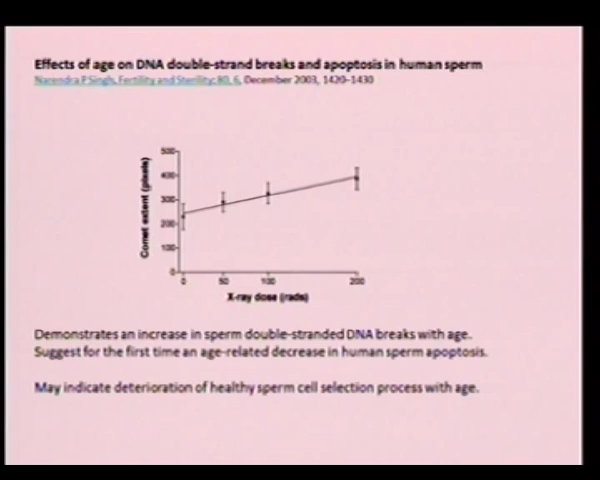 Effects of age on DNA double-strand breaks and apoptosis in human sperm
Narendra P Singh, Fertility and Sterility; 80, 6, December 2003, 1420-1430
500
400
300
200
100
0
Comet extent (pixels)
0 50 100 200
X-ray dose (rads)
Demonstrates an increase in sperm double-stranded DNA breaks with age.
Suggest for the first time an age-related decrease in human sperm apoptosis.
May indicate deterioration of healthy sperm cell selection process with age.